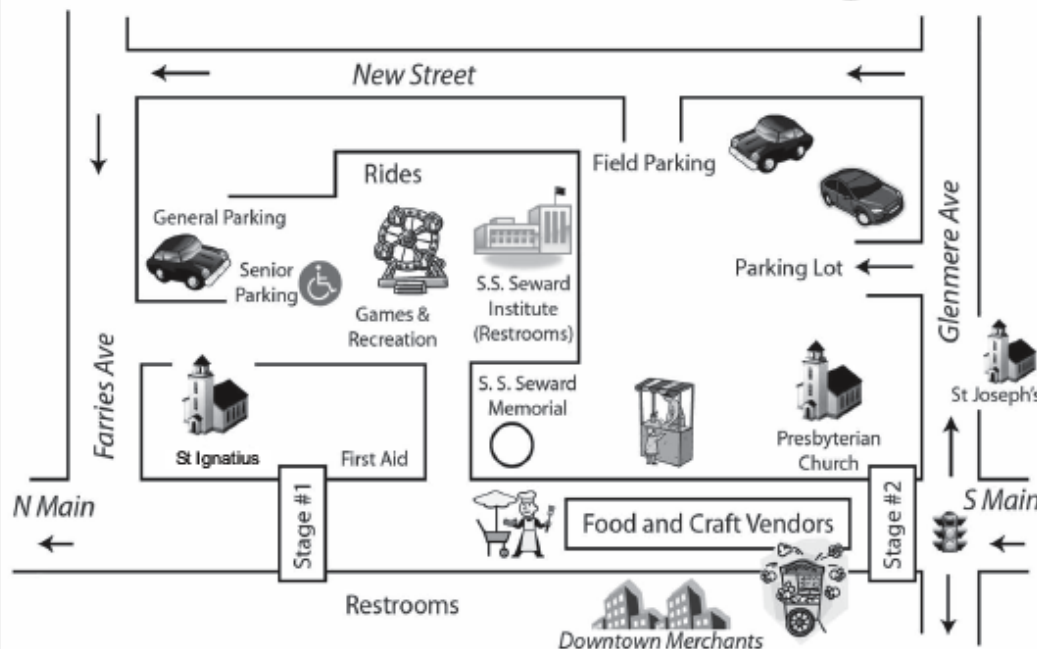 New Street
Rides
Field Parking
General Parking
Senior
Parking
Games &
Recreation
S.S. Seward
Institute
(Restrooms)
Parking Lot
Glenmere Ave
Farries Ave
St Ignatius
First Aid
S. S. Seward
Memorial
Presbyterian
Church
St Joseph's
N Main
Stage #1
Food and Craft Vendors
Stage #2
S Main
Restrooms
Downtown Merchants